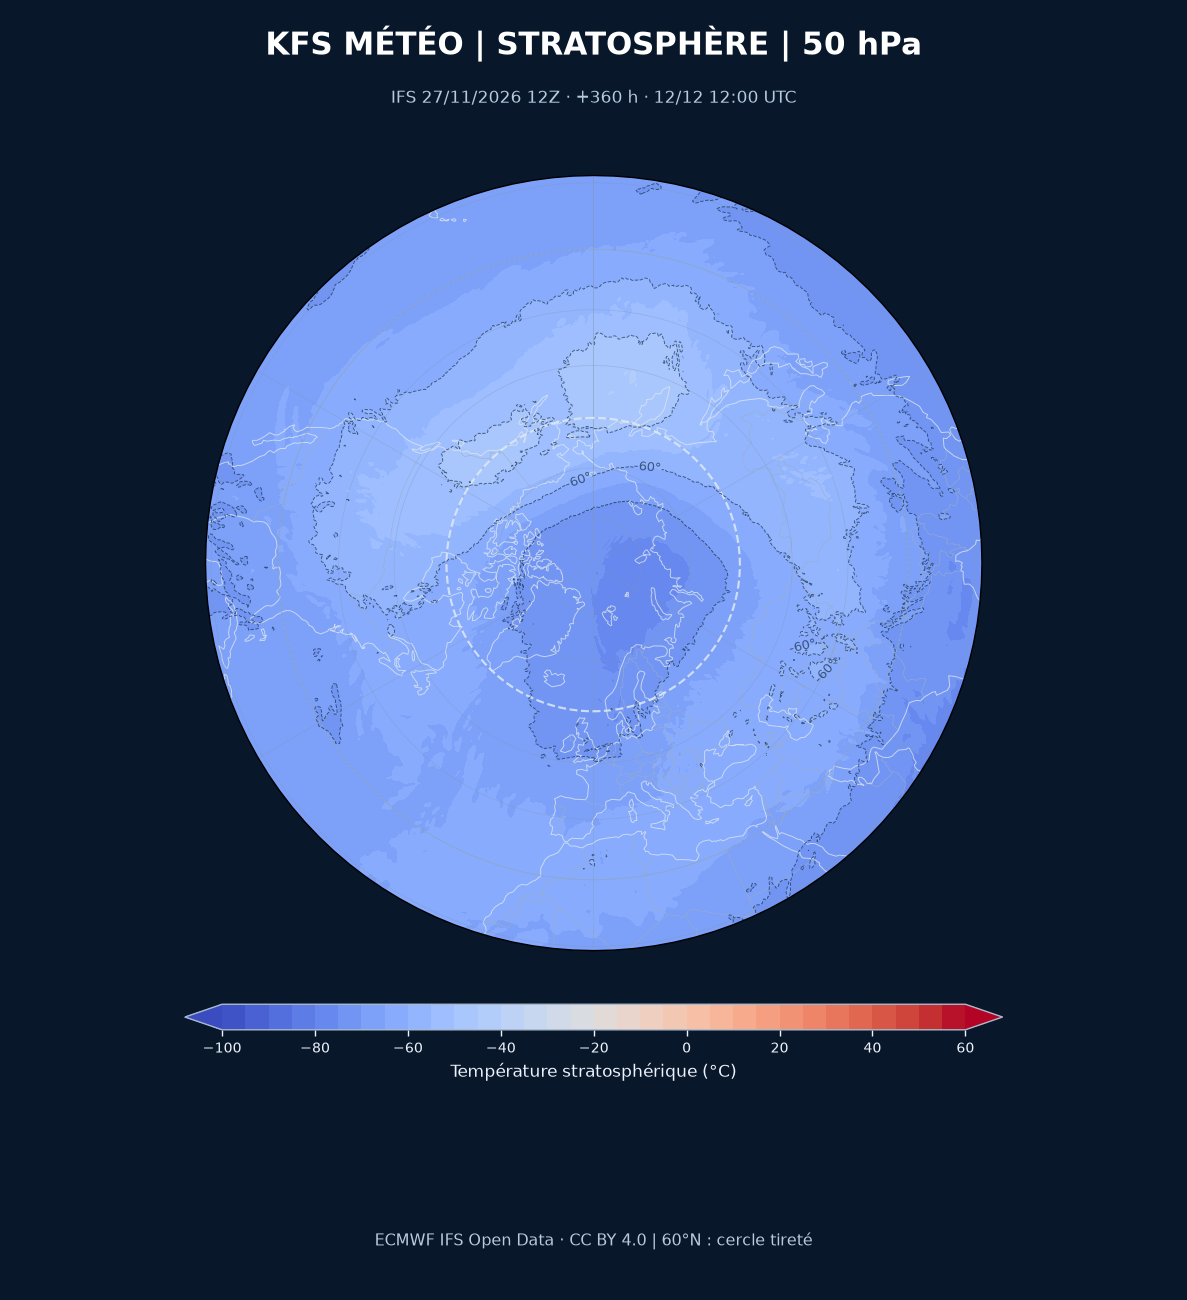 KFS MÉTÉO | STRATOSPHÈRE | 50 hPa
IFS 27/11/2026 12Z · +360 h · 12/12 12:00 UTC
60°
60°
60°
-60°
−100 −80 −60 −40 −20 0 20 40 60
Température stratosphérique (°C)
ECMWF IFS Open Data · CC BY 4.0 | 60°N : cercle tireté